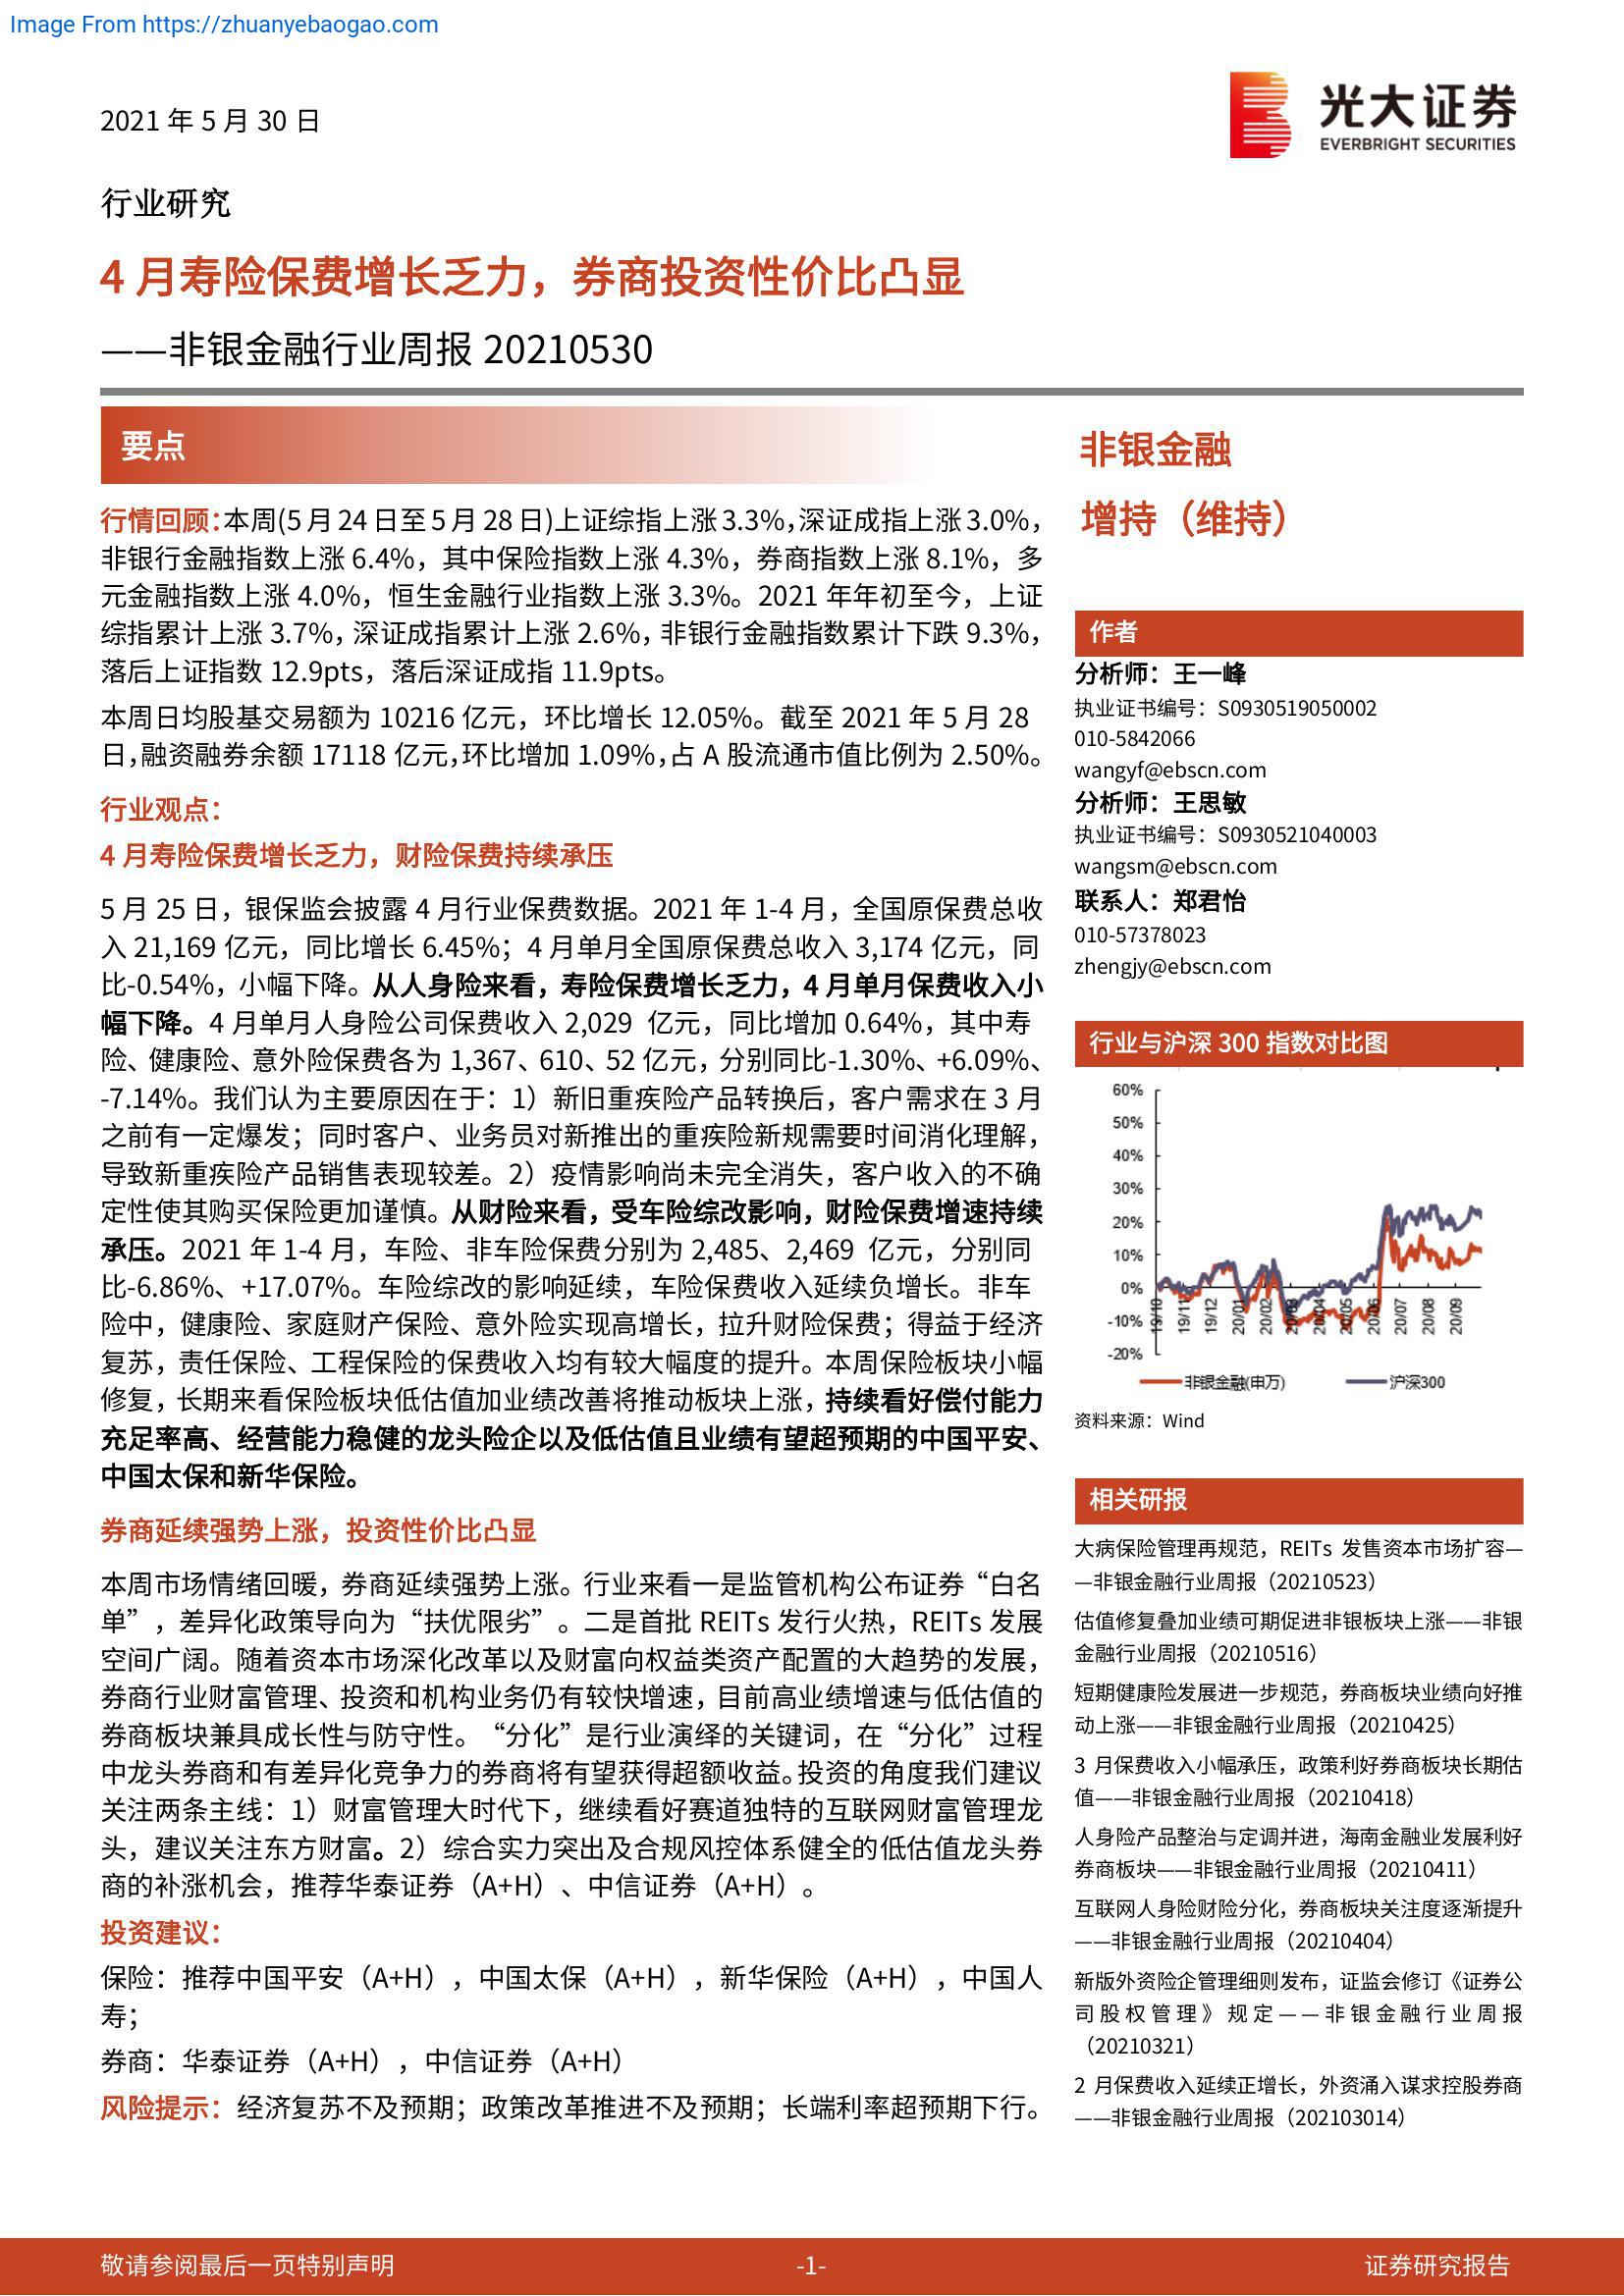 Image From https://zhuanyebaogao.com
2021 年 5 月 30 日
光大证券
EVERBRIGHT SECURITIES
行业研究
4 月寿险保费增长乏力，券商投资性价比凸显
——非银金融行业周报 20210530
要点
行情回顾：本周(5 月 24 日至 5 月 28 日)上证综指上涨 3.3%，深证成指上涨 3.0%，
非银行金融指数上涨 6.4%，其中保险指数上涨 4.3%，券商指数上涨 8.1%，多
元金融指数上涨 4.0%，恒生金融行业指数上涨 3.3%。2021 年年初至今，上证
综指累计上涨 3.7%，深证成指累计上涨 2.6%，非银行金融指数累计下跌 9.3%，
落后上证指数 12.9pts，落后深证成指 11.9pts。
本周日均股基交易额为 10216 亿元，环比增长 12.05%。截至 2021 年 5 月 28
日，融资融券余额 17118 亿元，环比增加 1.09%，占 A 股流通市值比例为 2.50%。
行业观点：
4 月寿险保费增长乏力，财险保费持续承压
5 月 25 日，银保监会披露 4 月行业保费数据。2021 年 1-4 月，全国原保费总收
入 21,169 亿元，同比增长 6.45%；4 月单月全国原保费总收入 3,174 亿元，同
比-0.54%，小幅下降。从人身险来看，寿险保费增长乏力，4 月单月保费收入小
幅下降。4 月单月人身险公司保费收入 2,029 亿元，同比增加 0.64%，其中寿
险、健康险、意外险保费各为 1,367、610、52 亿元，分别同比-1.30%、+6.09%、
-7.14%。我们认为主要原因在于：1）新旧重疾险产品转换后，客户需求在 3 月
之前有一定爆发；同时客户、业务员对新推出的重疾险新规需要时间消化理解，
导致新重疾险产品销售表现较差。2）疫情影响尚未完全消失，客户收入的不确
定性使其购买保险更加谨慎。从财险来看，受车险综改影响，财险保费增速持续
承压。2021 年 1-4 月，车险、非车险保费分别为 2,485、2,469 亿元，分别同
比-6.86%、+17.07%。车险综改的影响延续，车险保费收入延续负增长。非车
险中，健康险、家庭财产保险、意外险实现高增长，拉升财险保费；得益于经济
复苏，责任保险、工程保险的保费收入均有较大幅度的提升。本周保险板块小幅
修复，长期来看保险板块低估值加业绩改善将推动板块上涨，持续看好偿付能力
充足率高、经营能力稳健的龙头险企以及低估值且业绩有望超预期的中国平安、
中国太保和新华保险。
券商延续强势上涨，投资性价比凸显
本周市场情绪回暖，券商延续强势上涨。行业来看一是监管机构公布证券“白名
单”，差异化政策导向为“扶优限劣”。二是首批 REITs 发行火热，REITs 发展
空间广阔。随着资本市场深化改革以及财富向权益类资产配置的大趋势的发展，
券商行业财富管理、投资和机构业务仍有较快增速，目前高业绩增速与低估值的
券商板块兼具成长性与防守性。“分化”是行业演绎的关键词，在“分化”过程
中龙头券商和有差异化竞争力的券商将有望获得超额收益。投资的角度我们建议
关注两条主线：1）财富管理大时代下，继续看好赛道独特的互联网财富管理龙
头，建议关注东方财富。2）综合实力突出及合规风控体系健全的低估值龙头券
商的补涨机会，推荐华泰证券（A+H）、中信证券（A+H）。
投资建议：
保险：推荐中国平安（A+H），中国太保（A+H），新华保险（A+H），中国人
寿；
券商：华泰证券（A+H），中信证券（A+H）
风险提示：经济复苏不及预期；政策改革推进不及预期；长端利率超预期下行。
非银金融
增持（维持）
作者
分析师：王一峰
执业证书编号：S0930519050002
010-5842066
wangyf@ebscn.com
分析师：王思敏
执业证书编号：S0930521040003
wangsm@ebscn.com
联系人：郑君怡
010-57378023
zhengjy@ebscn.com
行业与沪深 300 指数对比图
60%
50%
40%
30%
20%
10%
0%
-10%
-20%
19/10 19/11 19/12 20/01 20/02 20/03 20/04 20/05 20/06 20/07 20/08 20/09
非银金融(申万) 沪深300
资料来源：Wind
相关研报
大病保险管理再规范，REITs 发售资本市场扩容—
—非银金融行业周报（20210523）
估值修复叠加业绩可期促进非银板块上涨——非银
金融行业周报（20210516）
短期健康险发展进一步规范，券商板块业绩向好推
动上涨——非银金融行业周报（20210425）
3 月保费收入小幅承压，政策利好券商板块长期估
值——非银金融行业周报（20210418）
人身险产品整治与定调并进，海南金融业发展利好
券商板块——非银金融行业周报（20210411）
互联网人身险财险分化，券商板块关注度逐渐提升
——非银金融行业周报（20210404）
新版外资险企管理细则发布，证监会修订《证券公
司股权管理》规定——非银金融行业周报
（20210321）
2 月保费收入延续正增长，外资涌入谋求控股券商
——非银金融行业周报（202103014）
敬请参阅最后一页特别声明
-1-
证券研究报告